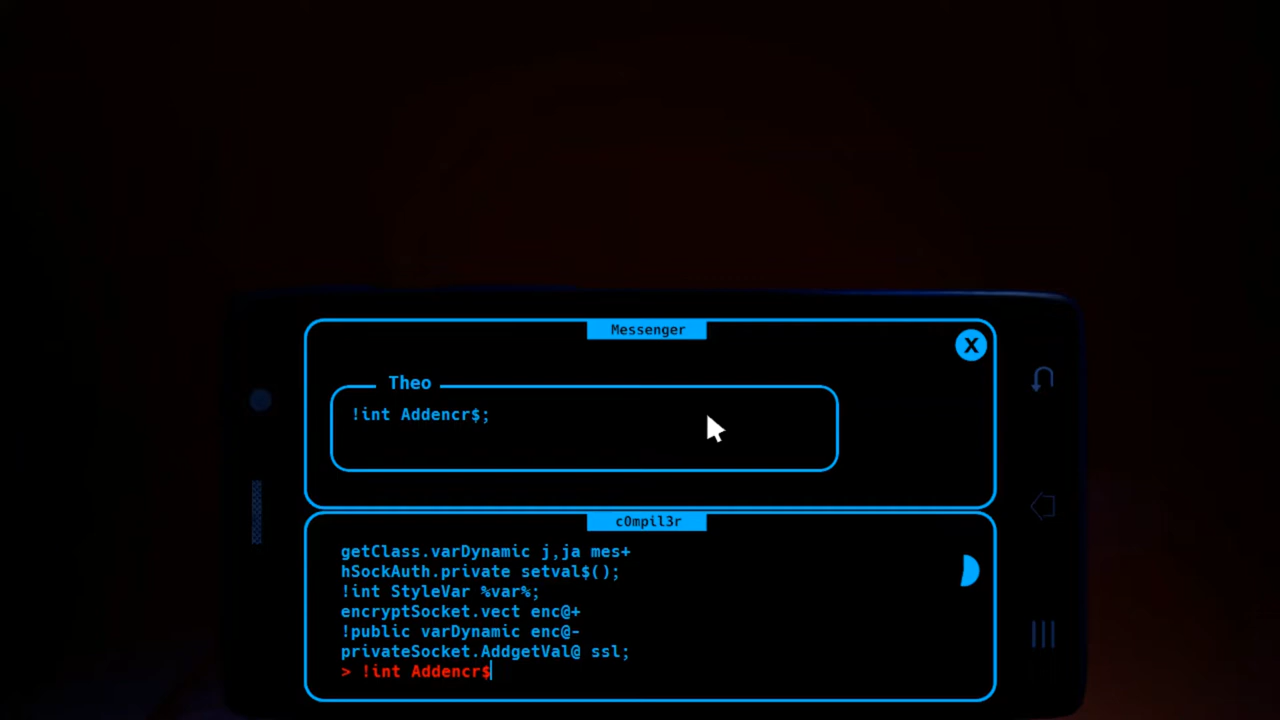 Messenger
X
Theo
!int Addencr$;
c0mpil3r
getClass.varDynamic j,ja mes+
hSockAuth.private setval$();
!int StyleVar %var%;
encryptSocket.vect enc@+
!public varDynamic enc@-
privateSocket.AddgetVal@ ssl;
> !int Addencr$